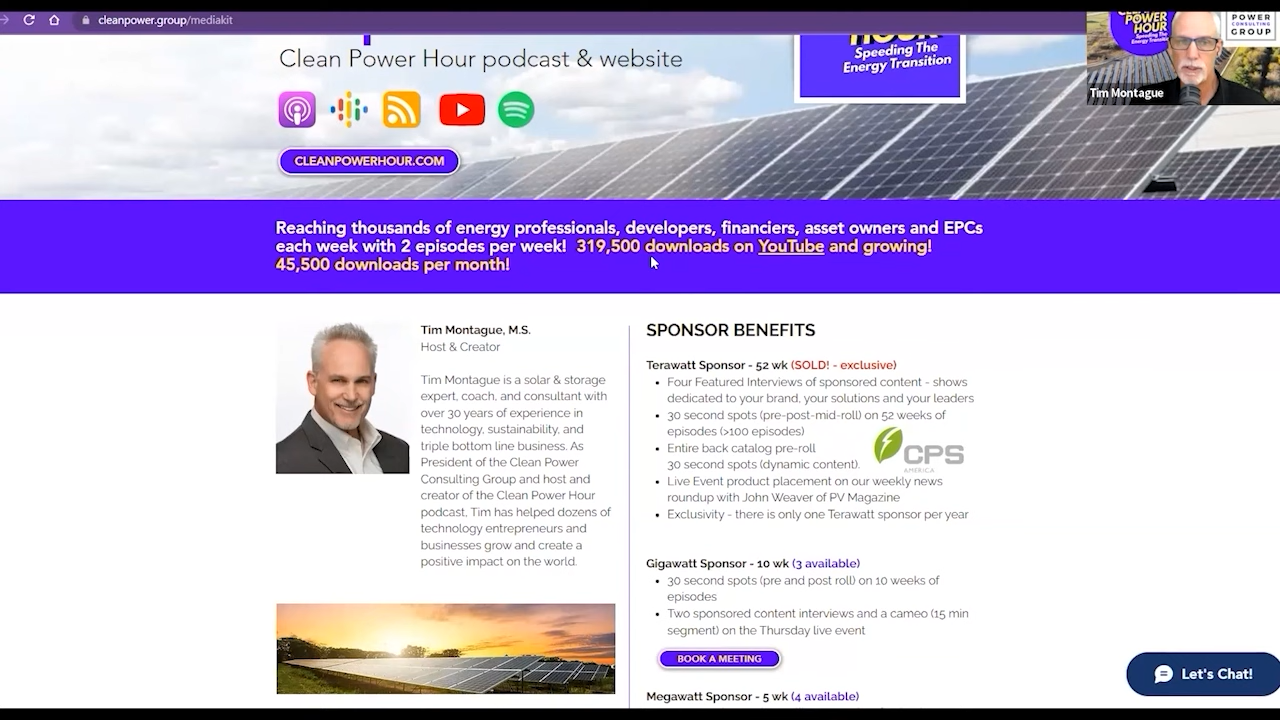 cleanpower.group/mediakit
POWER
HOUR
Speeding The
Energy Transition
POWER
CONSULTING
GROUP
Tim Montague
HOUR
Speeding The
Energy Transition
Clean Power Hour podcast & website
CLEANPOWERHOUR.COM
Reaching thousands of energy professionals, developers, financiers, asset owners and EPCs
each week with 2 episodes per week! 319,500 downloads on YouTube and growing!
45,500 downloads per month!
Tim Montague, M.S.
Host & Creator
Tim Montague is a solar & storage
expert, coach, and consultant with
over 30 years of experience in
technology, sustainability, and
triple bottom line business. As
President of the Clean Power
Consulting Group and host and
creator of the Clean Power Hour
podcast, Tim has helped dozens of
technology entrepreneurs and
businesses grow and create a
positive impact on the world.
SPONSOR BENEFITS
Terawatt Sponsor - 52 wk (SOLD! - exclusive)
Four Featured Interviews of sponsored content - shows
dedicated to your brand, your solutions and your leaders
30 second spots (pre-post-mid-roll) on 52 weeks of
episodes (>100 episodes)
Entire back catalog pre-roll
30 second spots (dynamic content).
CPS
AMERICA
Live Event product placement on our weekly news
roundup with John Weaver of PV Magazine
Exclusivity - there is only one Terawatt sponsor per year
Gigawatt Sponsor - 10 wk (3 available)
30 second spots (pre and post roll) on 10 weeks of
episodes
Two sponsored content interviews and a cameo (15 min
segment) on the Thursday live event
BOOK A MEETING
Megawatt Sponsor - 5 wk (4 available)
Let's Chat!